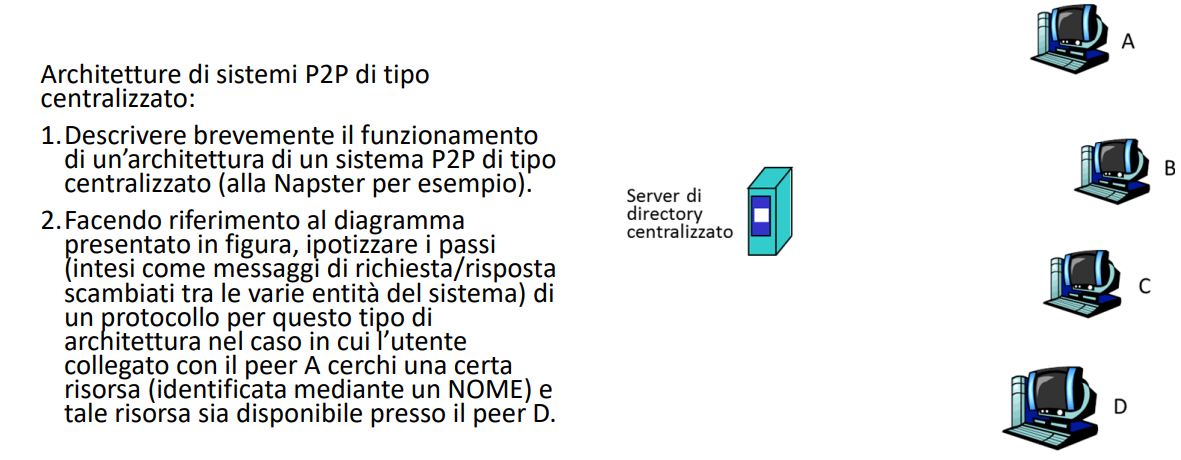 Architetture di sistemi P2P di tipo
centralizzato:
1. Descrivere brevemente il funzionamento
di un'architettura di un sistema P2P di tipo
centralizzato (alla Napster per esempio).
2. Facendo riferimento al diagramma
presentato in figura, ipotizzare i passi
(intesi come messaggi di richiesta/risposta
scambiati tra le varie entità del sistema) di
un protocollo per questo tipo di
architettura nel caso in cui l'utente
collegato con il peer A cerchi una certa
risorsa (identificata mediante un NOME) e
tale risorsa sia disponibile presso il peer D.
Server di
directory
centralizzato
A
B
C
D